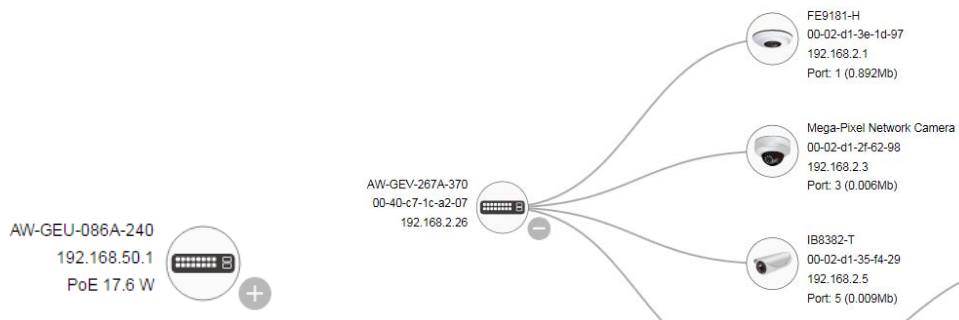 AW-GEU-086A-240
192.168.50.1
PoE 17.6 W
AW-GEV-267A-370
00-40-c7-1c-a2-07
192.168.2.26
FE9181-H
00-02-d1-3e-1d-97
192.168.2.1
Port: 1 (0.892Mb)
Mega-Pixel Network Camera
00-02-d1-2f-62-98
192.168.2.3
Port: 3 (0.006Mb)
IB8382-T
00-02-d1-35-f4-29
192.168.2.5
Port: 5 (0.009Mb)